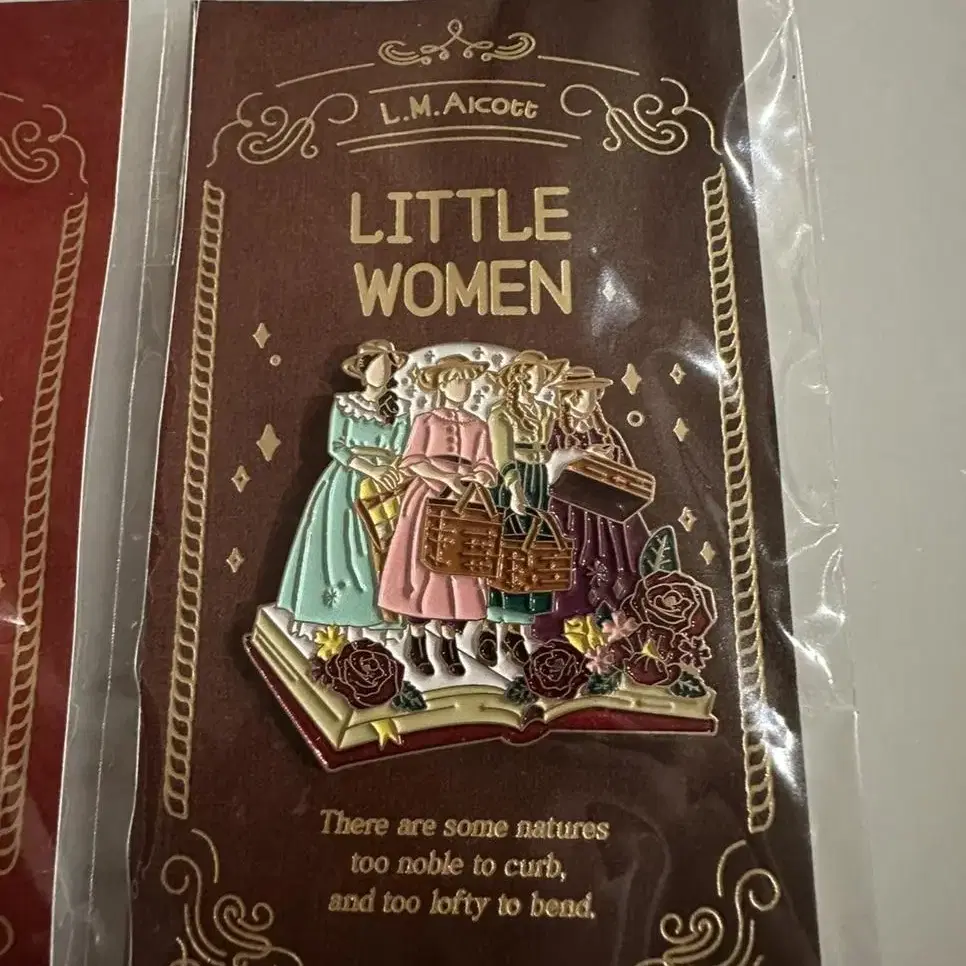 L.M.Alcott
LITTLE
WOMEN
There are some natures
too noble to curb,
and too lofty to bend.